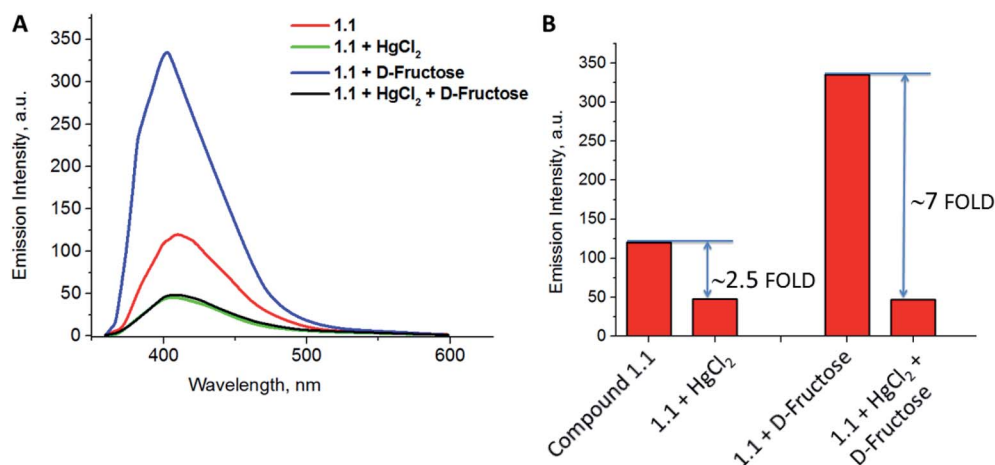 A
Emission Intensity, a.u.
350
300
250
200
150
100
50
0
400
500
600
Wavelength, nm
1.1
1.1 + HgCl₂
1.1 + D-Fructose
1.1 + HgCl₂ + D-Fructose
B
Emission Intensity, a.u.
350
300
250
200
150
100
50
0
~2.5 FOLD
~7 FOLD
Compound 1.1
1.1 + HgCl₂
1.1 + D-Fructose
1.1 + HgCl₂ +
D-Fructose